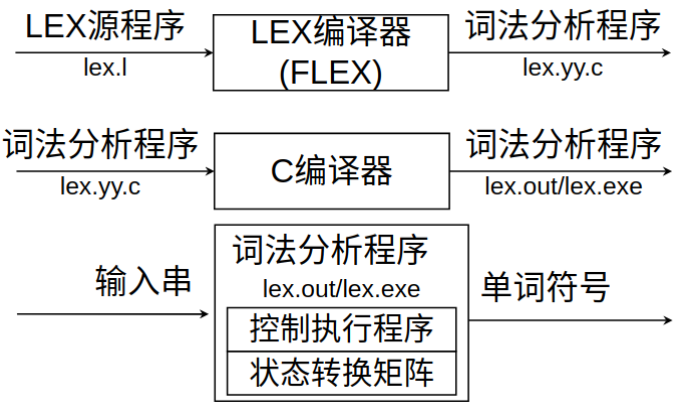 LEX源程序
lex.l
LEX编译器
(FLEX)
词法分析程序
lex.yy.c
词法分析程序
lex.yy.c
C编译器
词法分析程序
lex.out/lex.exe
输入串
词法分析程序
lex.out/lex.exe
控制执行程序
状态转换矩阵
单词符号